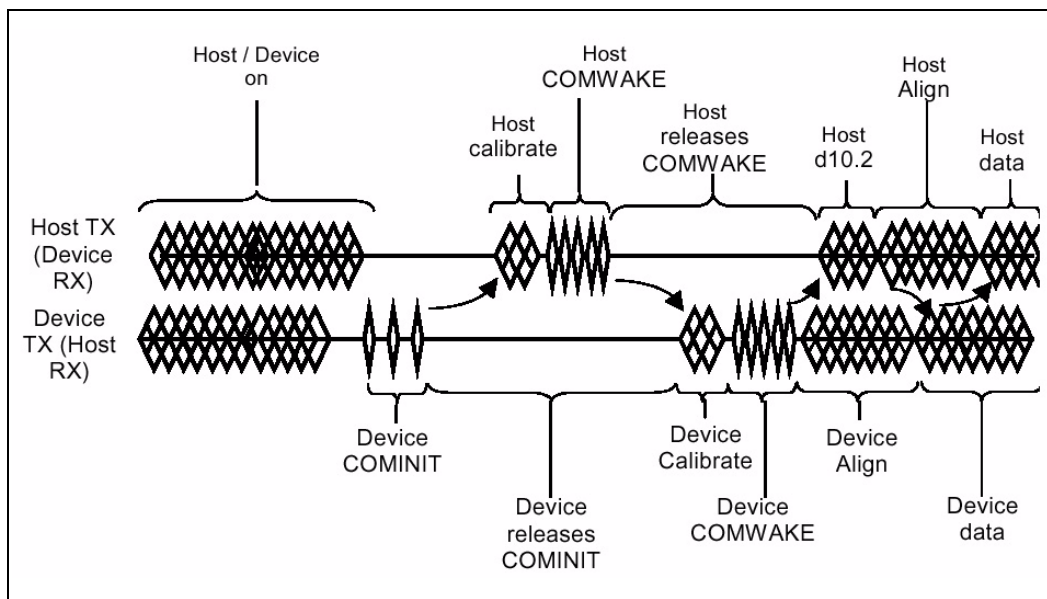 Host / Device
on
Host
COMWAKE
Host
calibrate
Host
releases
COMWAKE
Host
d10.2
Host
Align
Host
data
Host TX
(Device
RX)
Device
TX (Host
RX)
Device
COMINIT
Device
releases
COMINIT
Device
Calibrate
Device
COMWAKE
Device
Align
Device
data